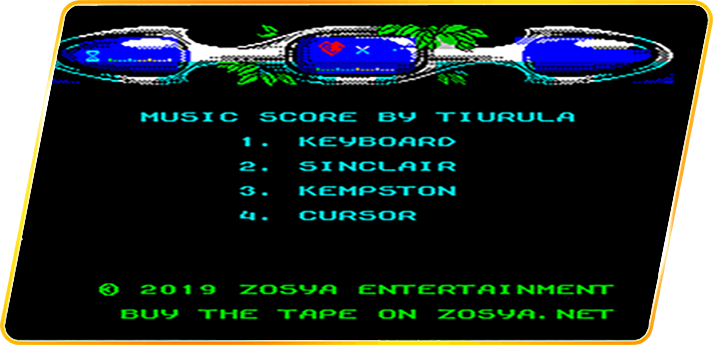 MUSIC SCORE BY TIURULA
1. KEYBOARD
2. SINCLAIR
3. KEMPSTON
4. CURSOR
© 2019 ZOSYA ENTERTAINMENT
BUY THE TAPE ON ZOSYA.NET